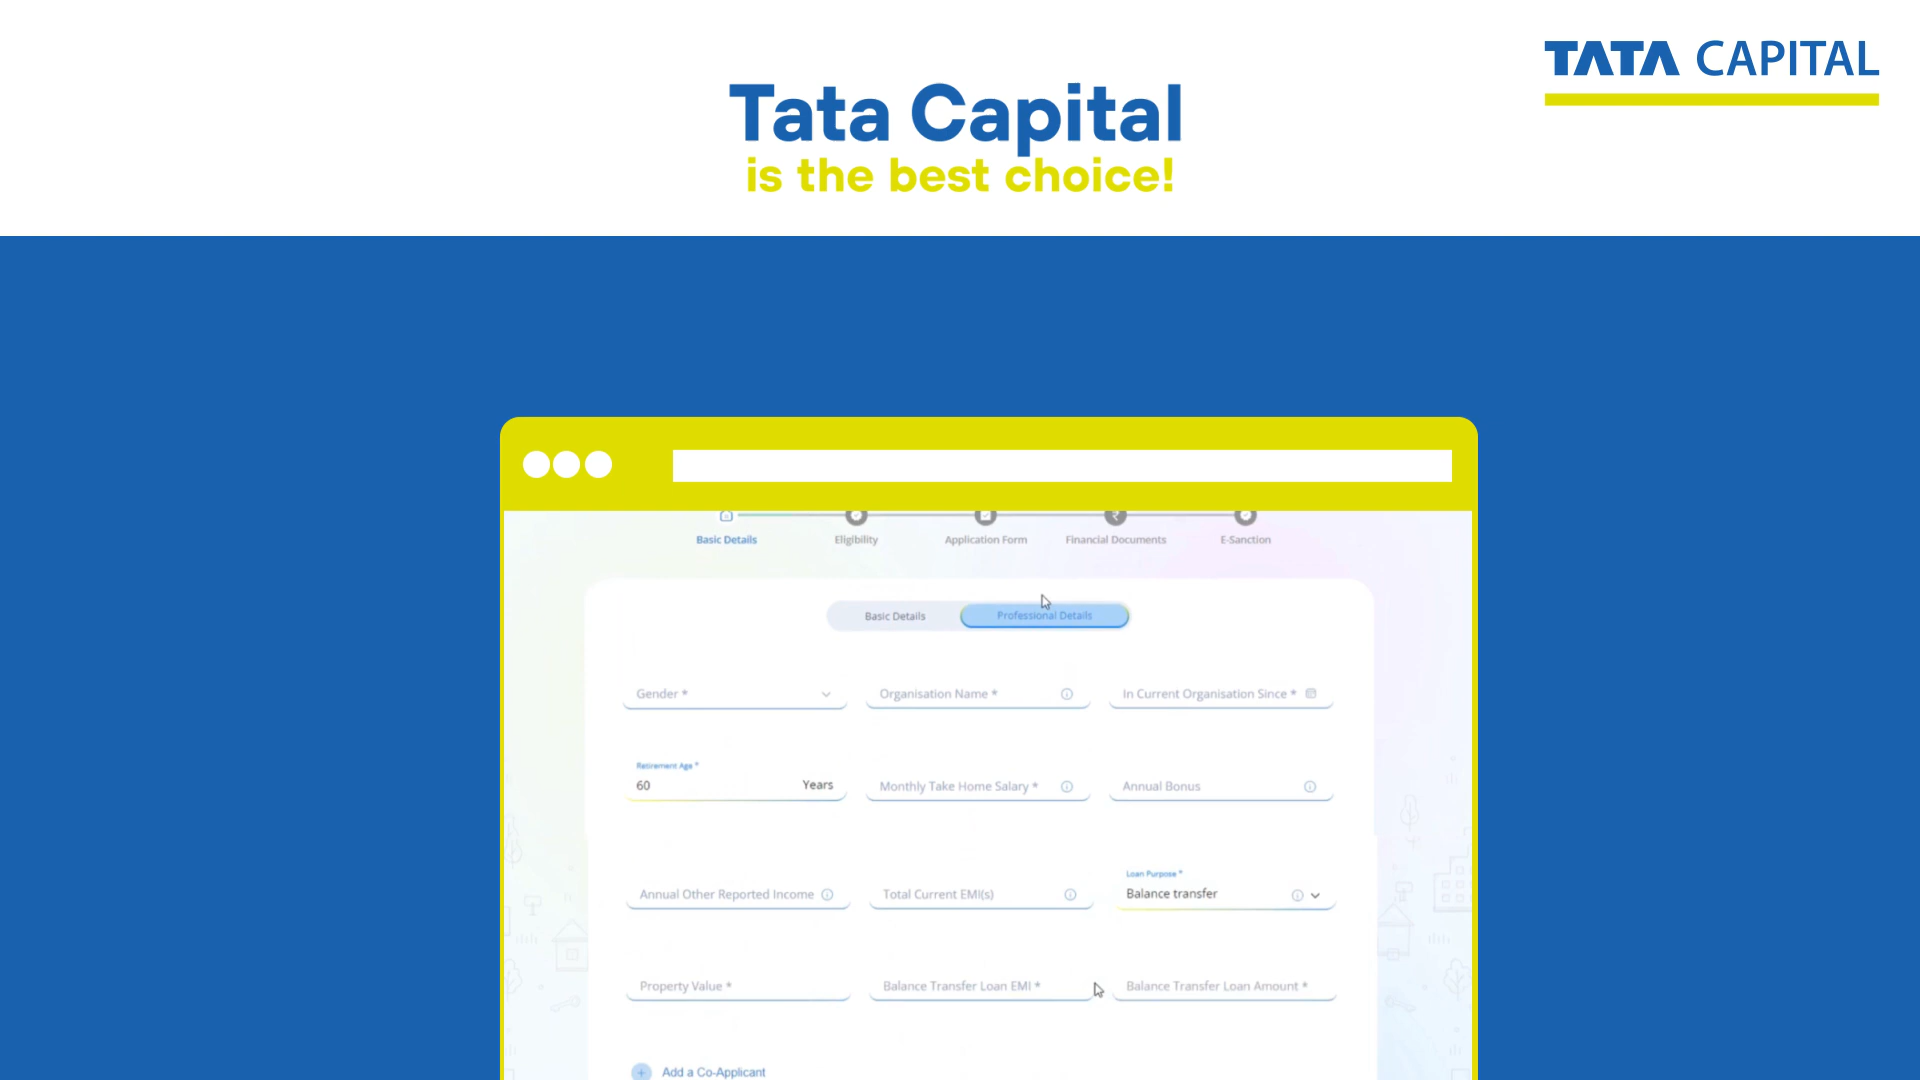 TATA CAPITAL
Tata Capital
is the best choice!
Basic Details Eligibility Application Form Financial Documents E-Sanction
Basic Details Professional Details
Gender * Organisation Name * In Current Organisation Since *
Retirement Age *
60 Years Monthly Take Home Salary * Annual Bonus
Loan Purpose *
Annual Other Reported Income Total Current EMI(s) Balance transfer
Property Value * Balance Transfer Loan EMI * Balance Transfer Loan Amount *
Add a Co-Applicant